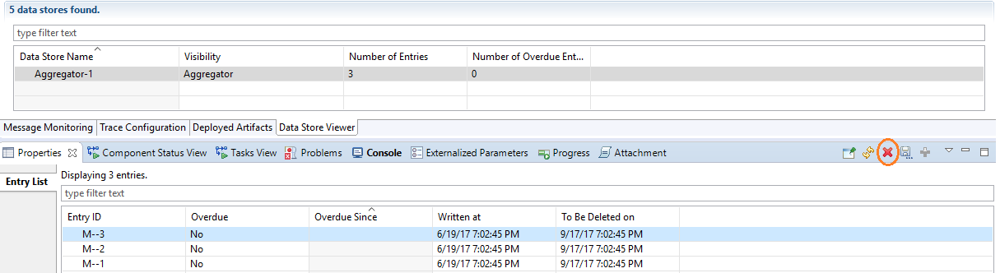 5 data stores found.
type filter text
Data Store Name Visibility Number of Entries Number of Overdue Ent...
Aggregator-1 Aggregator 3 0
Message Monitoring Trace Configuration Deployed Artifacts Data Store Viewer
Properties Component Status View Tasks View Problems Console Externalized Parameters Progress Attachment
Displaying 3 entries.
Entry List
type filter text
Entry ID Overdue Overdue Since Written at To Be Deleted on
M--3 No 6/19/17 7:02:45 PM 9/17/17 7:02:45 PM
M--2 No 6/19/17 7:02:45 PM 9/17/17 7:02:45 PM
M--1 No 6/19/17 7:02:45 PM 9/17/17 7:02:45 PM